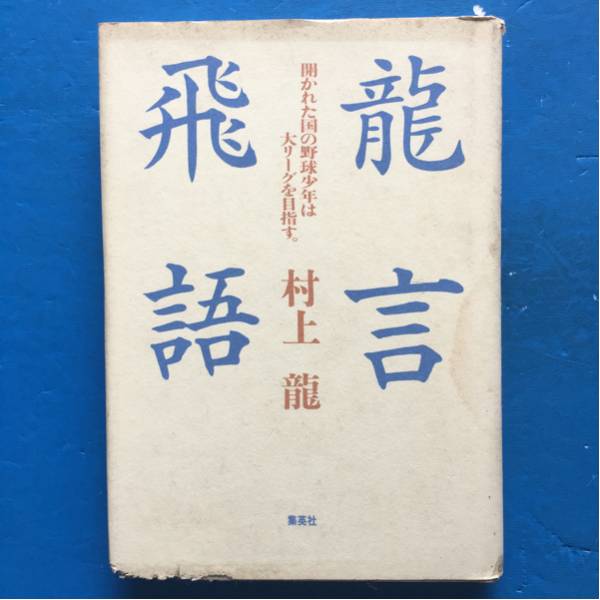 龍言
飛語
開かれた国の野球少年は
大リーグを目指す。
村上 龍
集英社